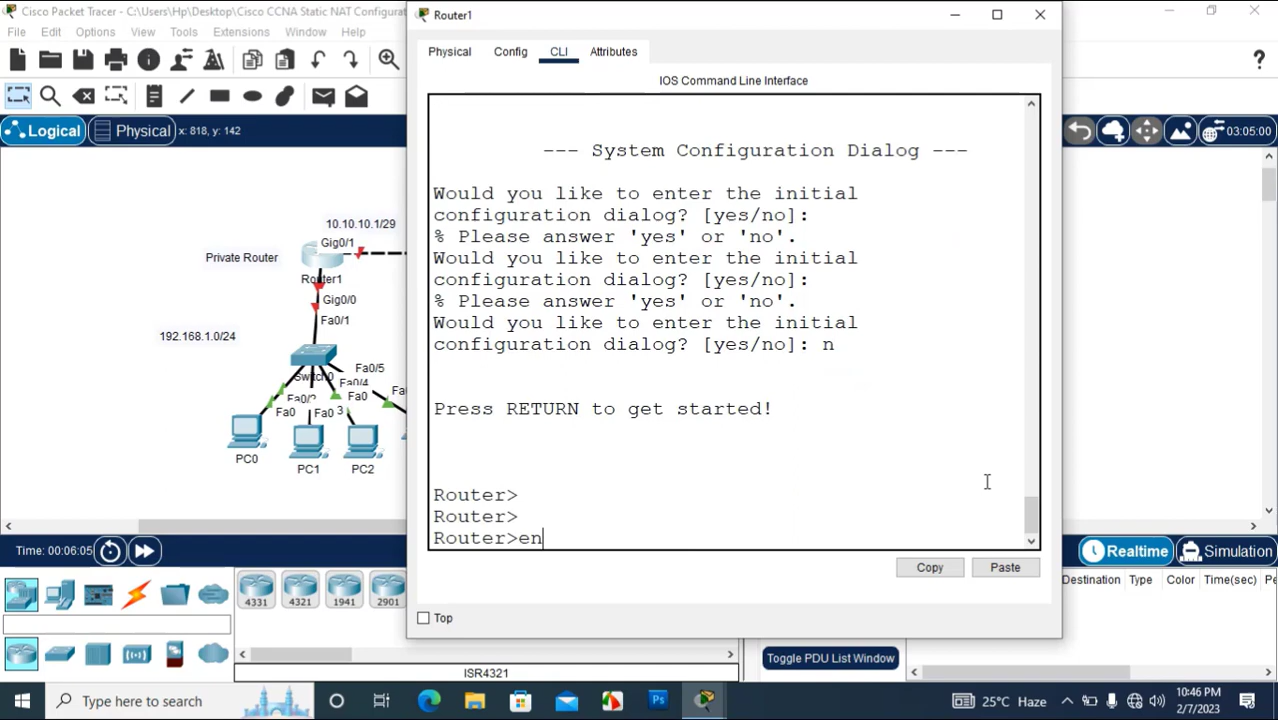 Cisco Packet Tracer - C:\Users\Hp\Desktop\Cisco CCNA Static NAT Configurat
Router1
File Edit Options View Tools Extensions Window Help
Physical Config CLI Attributes
IOS Command Line Interface
Logical Physical x: 818, y: 142
03:05:00
--- System Configuration Dialog ---
Would you like to enter the initial
configuration dialog? [yes/no]:
% Please answer 'yes' or 'no'.
Would you like to enter the initial
configuration dialog? [yes/no]:
% Please answer 'yes' or 'no'.
Would you like to enter the initial
configuration dialog? [yes/no]: n
Press RETURN to get started!
Router>
Router>
Router>en
10.10.10.1/29
Gig0/1
Private Router
Router1
Gig0/0
Fa0/1
192.168.1.0/24
Switch0
Fa0/5
Fa0/4
Fa0/2
Fa0
Fa0
Fa0
Fa0 3
PC0
PC1
PC2
Copy Paste
Top
Time: 00:06:05
Realtime Simulation
4331 4321 1941 2901
ISR4321
Destination Type Color Time(sec) Pe
Toggle PDU List Window
Type here to search
25°C Haze
10:46 PM
2/7/2023
Ps